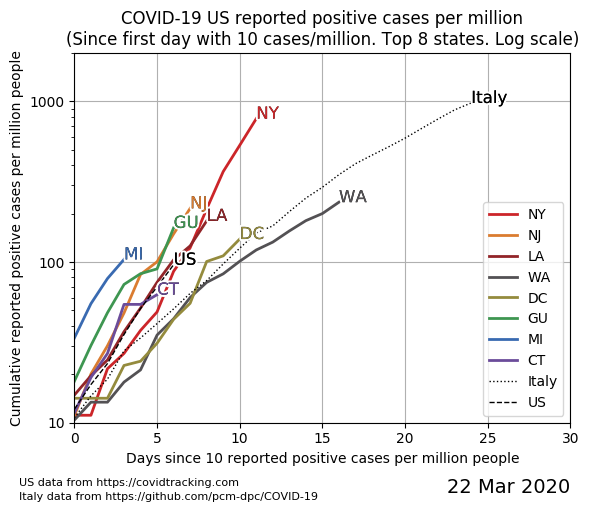 COVID-19 US reported positive cases per million
(Since first day with 10 cases/million. Top 8 states. Log scale)
Cumulative reported positive cases per million people
1000
100
10
Italy
NY
NJ
LA
GU
WA
DC
MI
US
CT
NY
NJ
LA
WA
DC
GU
MI
CT
Italy
US
0 5 10 15 20 25 30
Days since 10 reported positive cases per million people
US data from https://covidtracking.com
Italy data from https://github.com/pcm-dpc/COVID-19
22 Mar 2020